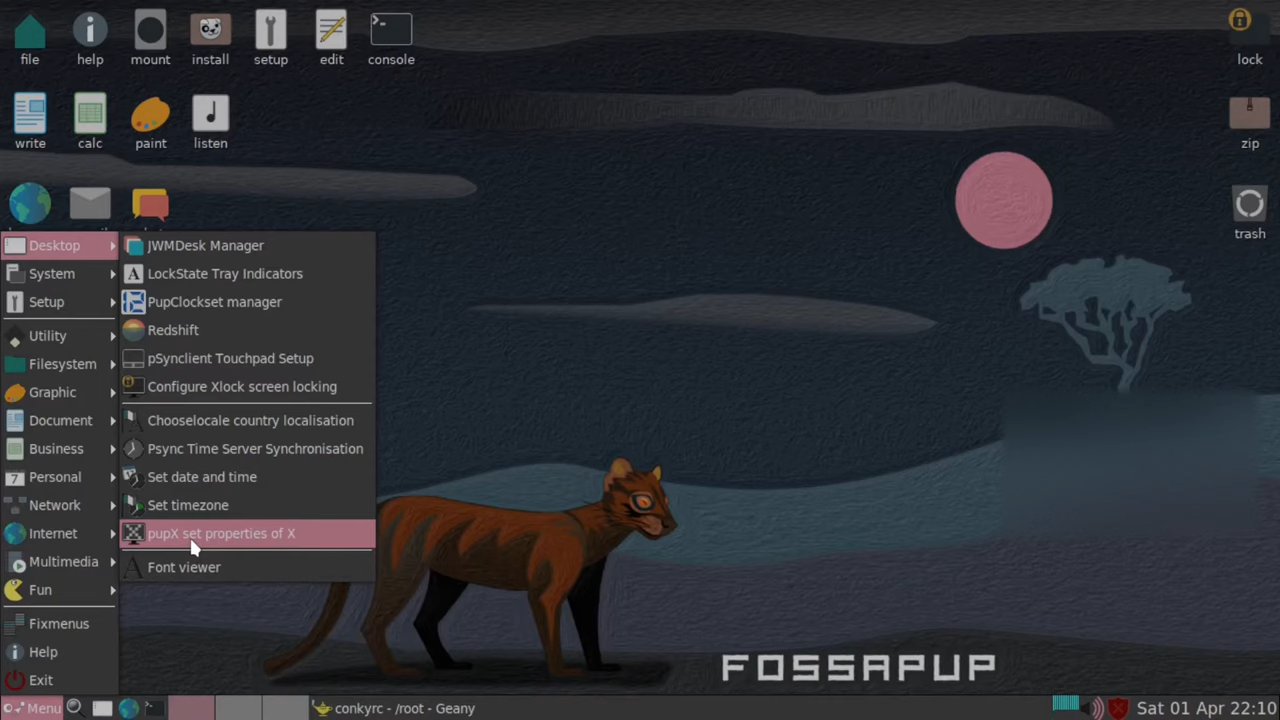 file
help
mount
install
setup
edit
console
lock
write
calc
paint
listen
zip
trash
Desktop
System
Setup
Utility
Filesystem
Graphic
Document
Business
Personal
Network
Internet
Multimedia
Fun
Fixmenus
Help
Exit
JWMDesk Manager
LockState Tray Indicators
PupClockset manager
Redshift
pSynclient Touchpad Setup
Configure Xlock screen locking
Chooselocale country localisation
Psync Time Server Synchronisation
Set date and time
Set timezone
pupX set properties of X
Font viewer
FOSSAPUP
Menu
conkyrc - /root - Geany
Sat 01 Apr 22:10